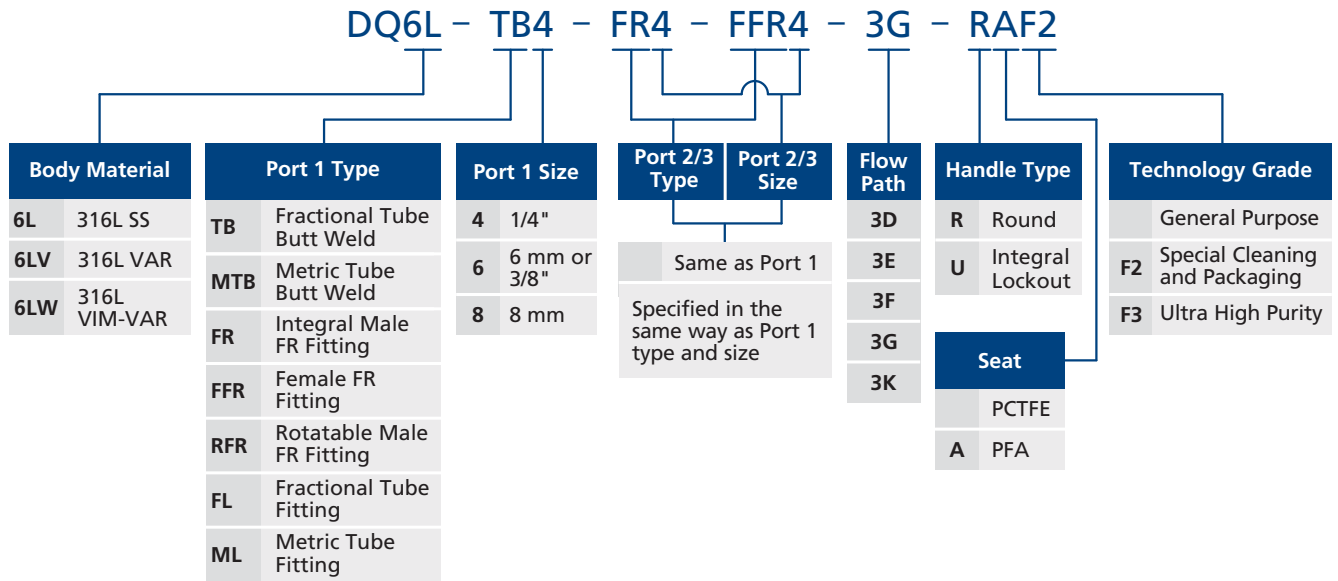 DQ6L – TB4 – FR4 – FFR4 – 3G – RAF2
Body Material
6L 316L SS
6LV 316L VAR
6LW 316L
VIM-VAR
Port 1 Type
TB Fractional Tube
Butt Weld
MTB Metric Tube
Butt Weld
FR Integral Male
FR Fitting
FFR Female FR
Fitting
RFR Rotatable Male
FR Fitting
FL Fractional Tube
Fitting
ML Metric Tube
Fitting
Port 1 Size
4 1/4"
6 6 mm or
3/8"
8 8 mm
Port 2/3
Type
Port 2/3
Size
Same as Port 1
Specified in the
same way as Port 1
type and size
Flow
Path
3D
3E
3F
3G
3K
Handle Type
R Round
U Integral
Lockout
Seat
PCTFE
A PFA
Technology Grade
General Purpose
F2 Special Cleaning
and Packaging
F3 Ultra High Purity